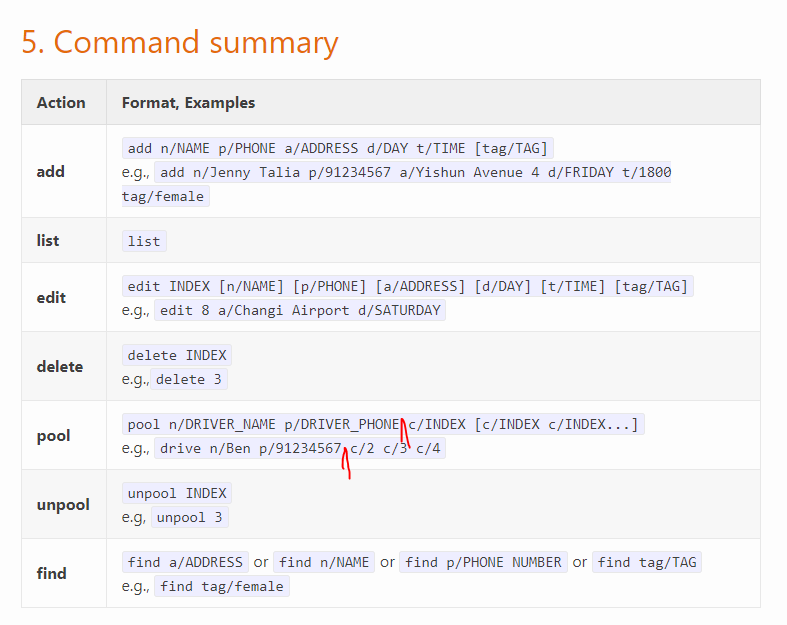 5. Command summary
Action Format, Examples
add add n/NAME p/PHONE a/ADDRESS d/DAY t/TIME [tag/TAG]
e.g., add n/Jenny Talia p/91234567 a/Yishun Avenue 4 d/FRIDAY t/1800
tag/female
list list
edit edit INDEX [n/NAME] [p/PHONE] [a/ADDRESS] [d/DAY] [t/TIME] [tag/TAG]
e.g., edit 8 a/Changi Airport d/SATURDAY
delete delete INDEX
e.g., delete 3
pool pool n/DRIVER_NAME p/DRIVER_PHONE c/INDEX [c/INDEX c/INDEX...]
e.g., drive n/Ben p/91234567, c/2 c/3 c/4
unpool unpool INDEX
e.g, unpool 3
find find a/ADDRESS or find n/NAME or find p/PHONE NUMBER or find tag/TAG
e.g., find tag/female